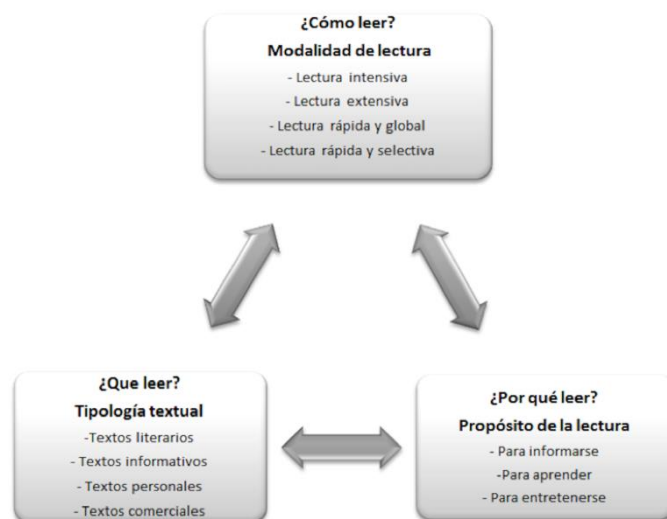 ¿Cómo leer?
Modalidad de lectura
- Lectura intensiva
- Lectura extensiva
- Lectura rápida y global
- Lectura rápida y selectiva
¿Que leer?
Tipología textual
-Textos literarios
- Textos informativos
- Textos personales
- Textos comerciales
¿Por qué leer?
Propósito de la lectura
- Para informarse
-Para aprender
- Para entretenerse